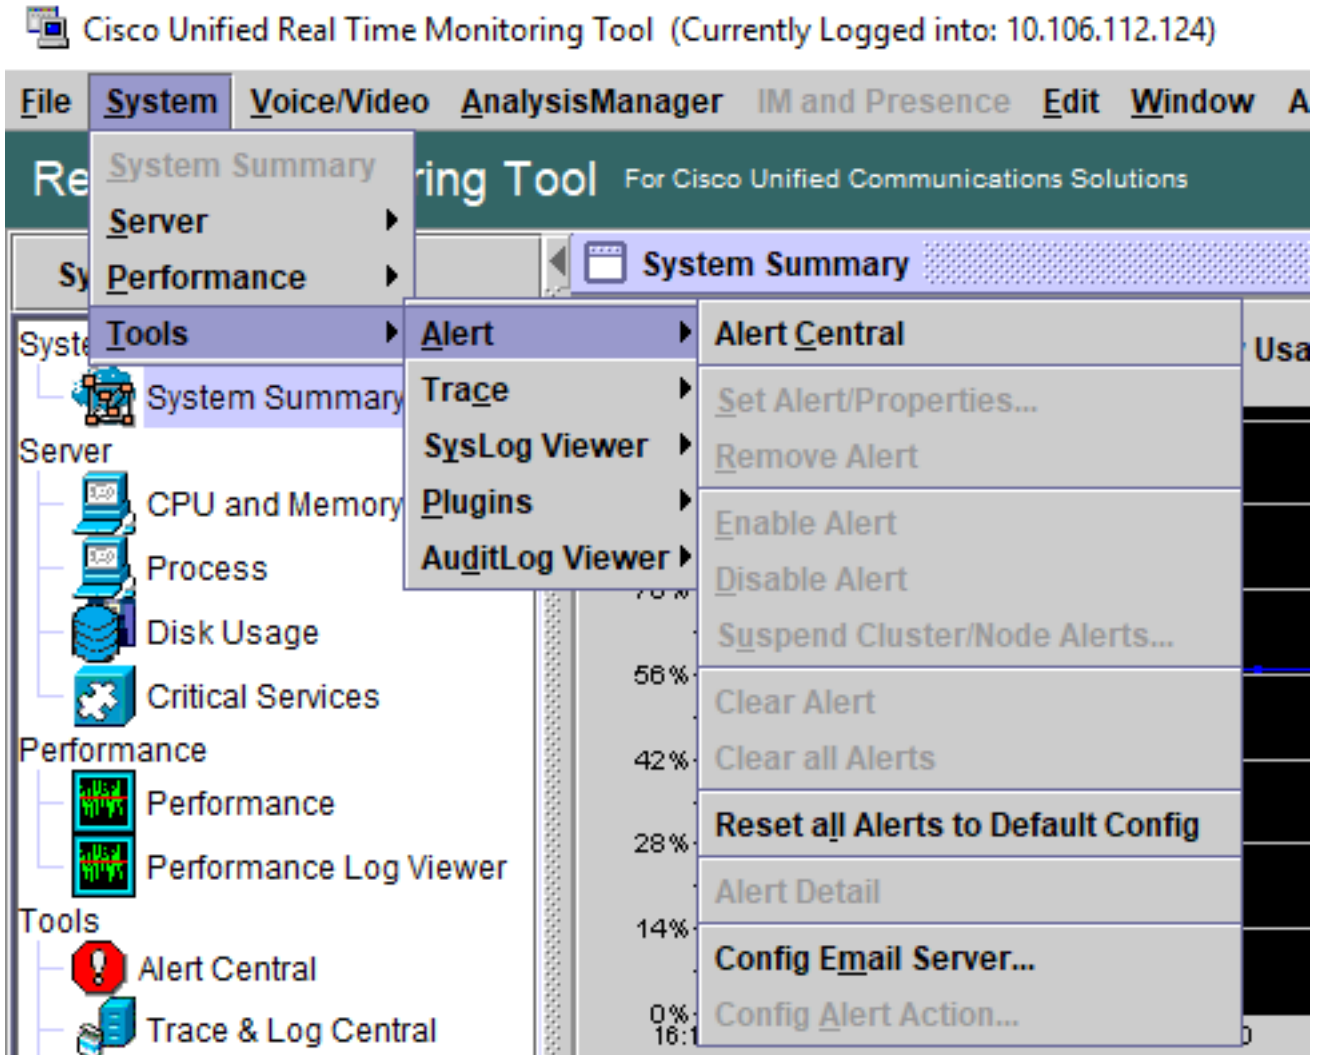 Cisco Unified Real Time Monitoring Tool (Currently Logged into: 10.106.112.124)
File System Voice/Video AnalysisManager IM and Presence Edit Window A
Re ring Tool For Cisco Unified Communications Solutions
System Summary
Server
Performance
Tools
Sy
System Summary
Alert
Trace
SysLog Viewer
Plugins
AuditLog Viewer
Alert Central
Set Alert/Properties...
Remove Alert
Enable Alert
Disable Alert
Suspend Cluster/Node Alerts...
Clear Alert
Clear all Alerts
Reset all Alerts to Default Config
Alert Detail
Config Email Server...
Config Alert Action...
Usa
Syste
System Summary
Server
CPU and Memory
Process
Disk Usage
Critical Services
Performance
Performance
Performance Log Viewer
Tools
Alert Central
Trace & Log Central
56%
42%
28%
14%
0%
16:1